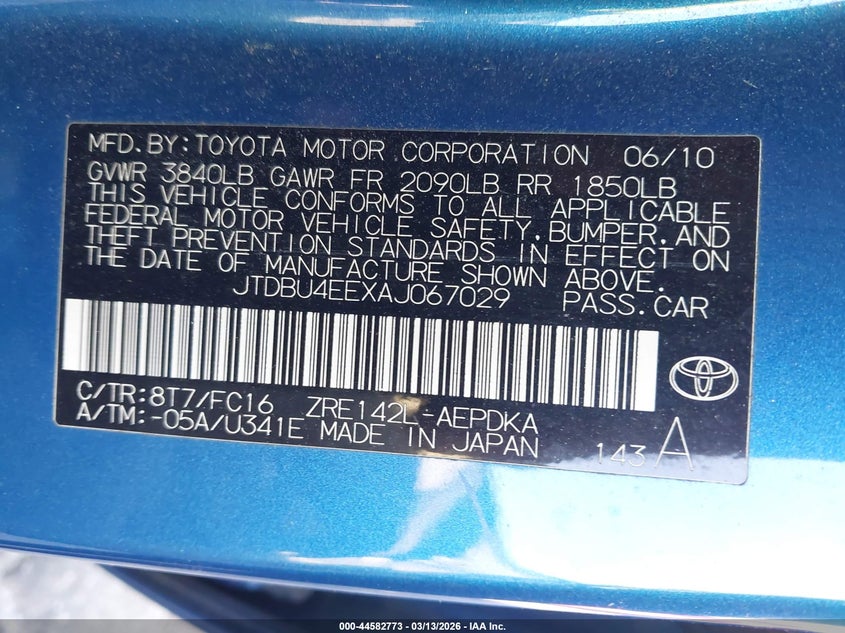 MFD.BY:TOYOTA MOTOR CORPORATION 06/10
GVWR 3840LB GAWR FR 2090LB RR 1850LB
THIS VEHICLE CONFORMS TO ALL APPLICABLE
FEDERAL MOTOR VEHICLE SAFETY,BUMPER,AND
THEFT PREVENTION STANDARDS IN EFFECT ON
THE DATE OF MANUFACTURE SHOWN ABOVE.
JTDBU4EEXAJ067029 PASS.CAR
C/TR:8T7/FC16 ZRE142L-AEPDKA
A/TM:-05A/U341E MADE IN JAPAN 143 A
000-44582773 - 03/13/2026 - IAA Inc.